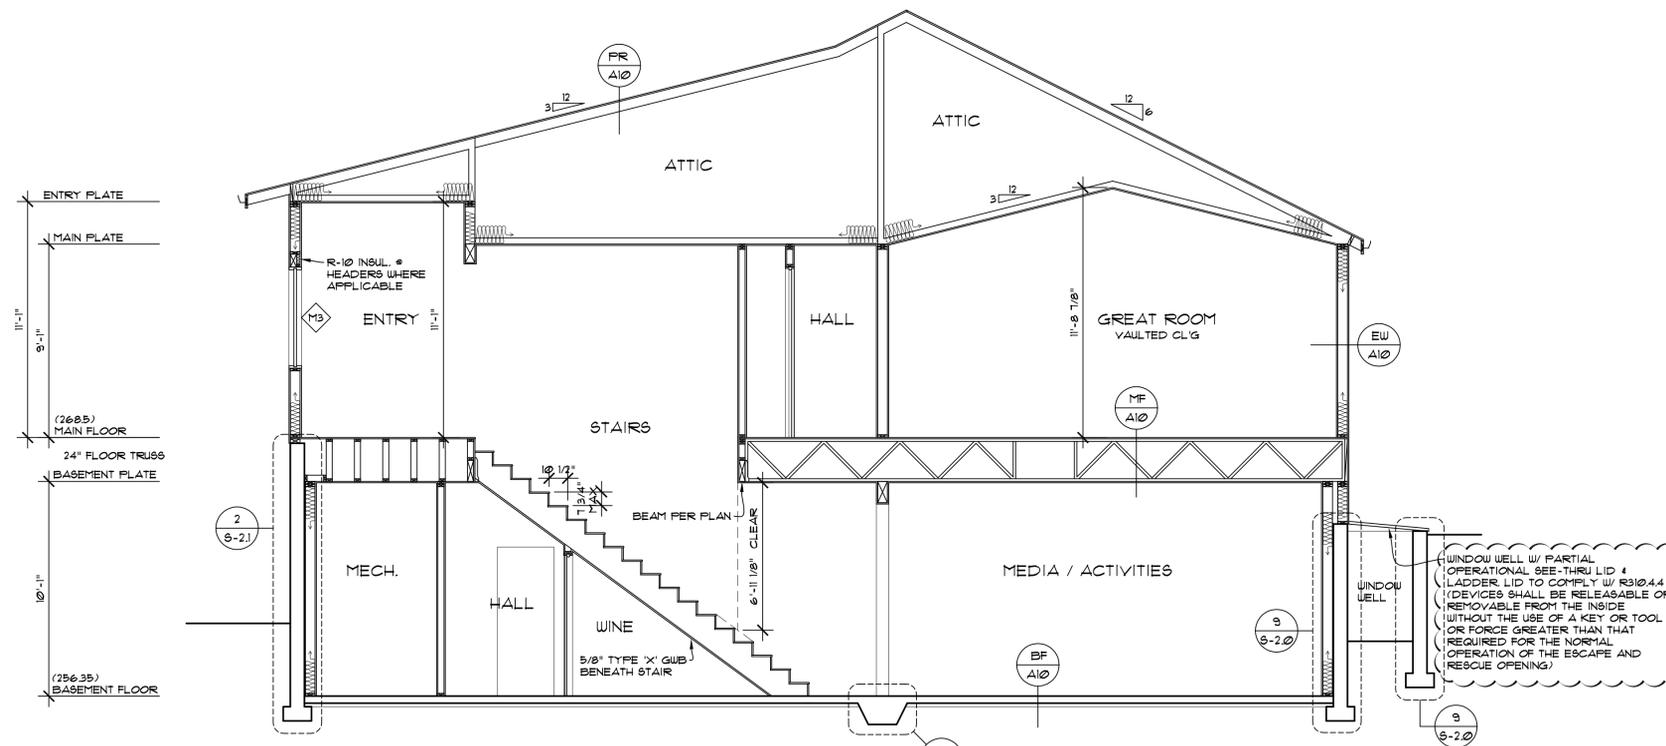 PR
A10
12
3
12
6
ATTIC
ATTIC
12
3
ENTRY PLATE
MAIN PLATE
R-10 INSUL. @
HEADERS WHERE
APPLICABLE
M3
ENTRY
11'-1"
11'-1"
9'-1"
HALL
11'-8 7/8"
GREAT ROOM
VAULTED CL'G
EW
A10
MF
A10
(268.5)
MAIN FLOOR
STAIRS
24" FLOOR TRUSS
BASEMENT PLATE
10 1/2"
7 3/4"
MAX
BEAM PER PLAN
6'-11 1/8" CLEAR
2
S-2.1
10'-1"
MECH.
HALL
WINE
5/8" TYPE 'X' GWB
BENEATH STAIR
MEDIA / ACTIVITIES
WINDOW
WELL
WINDOW WELL W/ PARTIAL
OPERATIONAL SEE-THRU LID &
LADDER. LID TO COMPLY W/ R310.4.4
(DEVICES SHALL BE RELEASABLE OR
REMOVABLE FROM THE INSIDE
WITHOUT THE USE OF A KEY OR TOOL
OR FORCE GREATER THAN THAT
REQUIRED FOR THE NORMAL
OPERATION OF THE ESCAPE AND
RESCUE OPENING)
9
S-2.0
BF
A10
(256.35)
BASEMENT FLOOR
9
S-2.0